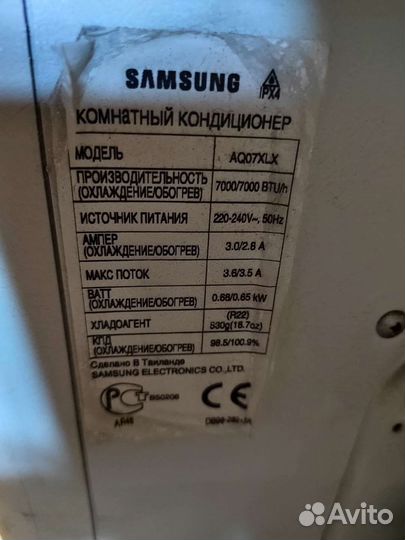 SAMSUNG
IPX4
КОМНАТНЫЙ КОНДИЦИОНЕР
МОДЕЛЬ AQ07XLX
ПРОИЗВОДИТЕЛЬНОСТЬ
(ОХЛАЖДЕНИЕ/ОБОГРЕВ) 7000/7000 BTU/h
ИСТОЧНИК ПИТАНИЯ 220-240V~, 50Hz
АМПЕР
(ОХЛАЖДЕНИЕ/ОБОГРЕВ) 3.0/2.8 A
МАКС ПОТОК 3.6/3.5 A
ВАТТ
(ОХЛАЖДЕНИЕ/ОБОГРЕВ) 0.68/0.65 kW
ХЛАДОАГЕНТ (R22)
530g(18.7oz)
КПД
(ОХЛАЖДЕНИЕ/ОБОГРЕВ) 98.5/100.9%
Сделано В Таиланде
SAMSUNG ELECTRONICS CO.,LTD.
РСТ
CE
АЯ46
Avito